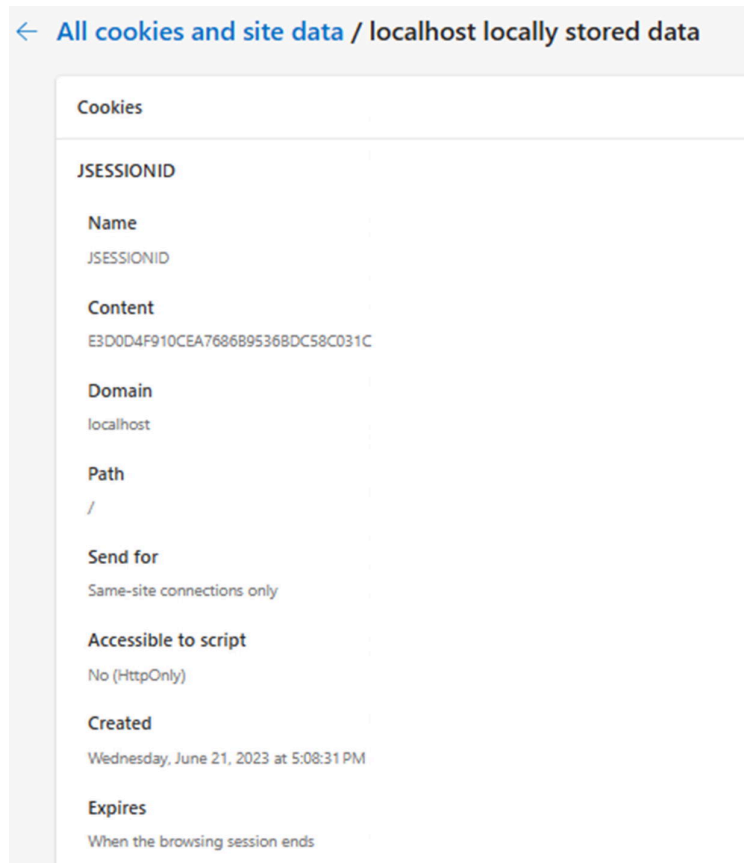 ← All cookies and site data / localhost locally stored data
Cookies
JSESSIONID
Name
JSESSIONID
Content
E3D0D4F910CEA7686B9536BDC58C031C
Domain
localhost
Path
/
Send for
Same-site connections only
Accessible to script
No (HttpOnly)
Created
Wednesday, June 21, 2023 at 5:08:31 PM
Expires
When the browsing session ends